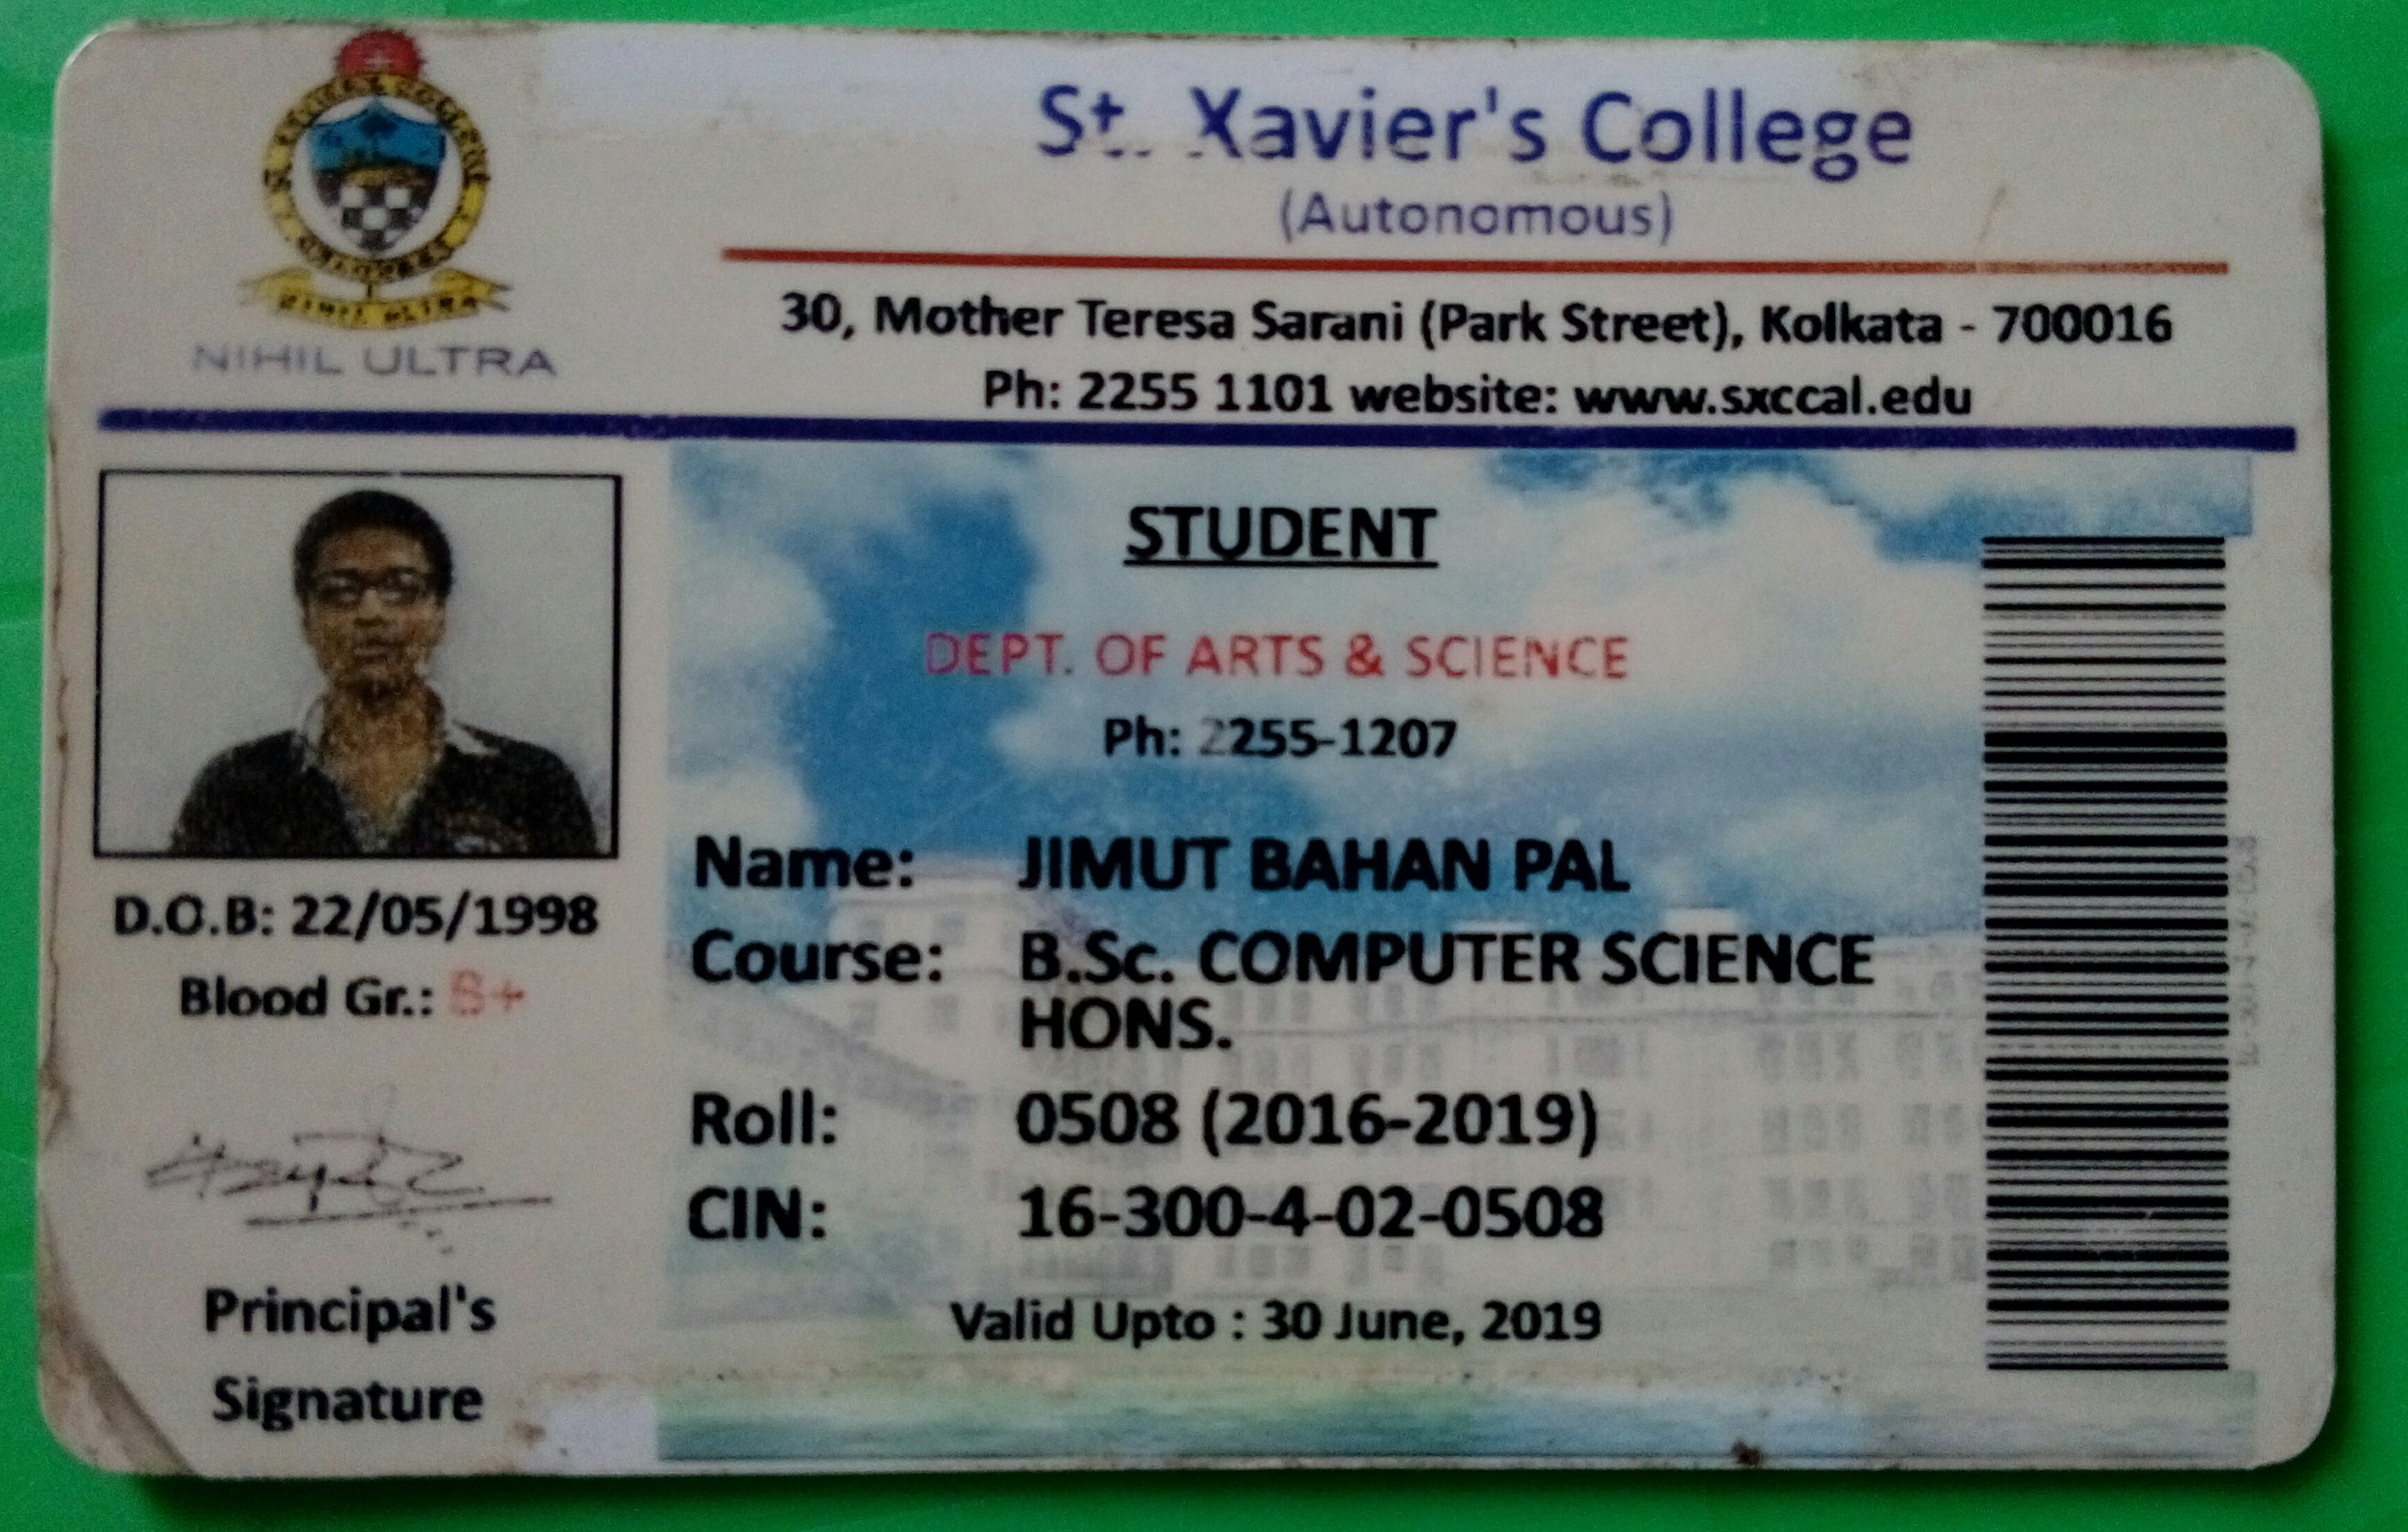 St. Xavier's College
(Autonomous)
30, Mother Teresa Sarani (Park Street), Kolkata - 700016
Ph: 2255 1101 website: www.sxccal.edu
NIHIL ULTRA
NIHIL ULTRA
STUDENT
DEPT. OF ARTS & SCIENCE
Ph: 2255-1207
D.O.B: 22/05/1998
Blood Gr.:
Principal's
Signature
Name: JIMUT BAHAN PAL
Course: B.Sc. COMPUTER SCIENCE
HONS.
Roll: 0508 (2016-2019)
CIN: 16-300-4-02-0508
Valid Upto : 30 June, 2019